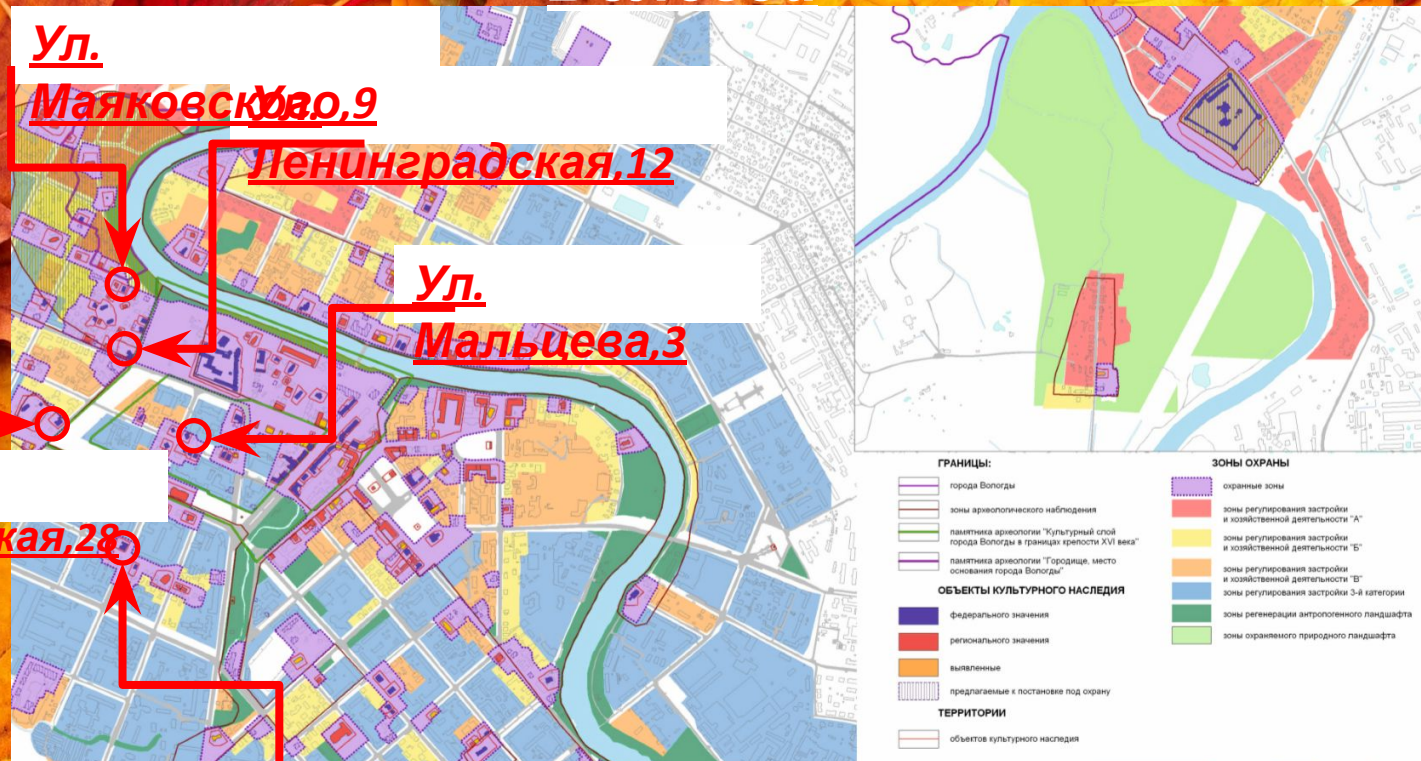 Ул.
Маяковского,9
Ул.
Ленинградская,12
Ул.
Мальцева,3
кая,28
ГРАНИЦЫ:
города Вологды
зоны археологического наблюдения
памятника археологии "Культурный слой
города Вологды в границах крепости XVI века"
памятника археологии "Городище, место
основания города Вологды"
ОБЪЕКТЫ КУЛЬТУРНОГО НАСЛЕДИЯ
федерального значения
регионального значения
выявленные
предлагаемые к постановке под охрану
ТЕРРИТОРИИ
объектов культурного наследия
ЗОНЫ ОХРАНЫ
охранные зоны
зоны регулирования застройки
и хозяйственной деятельности "А"
зоны регулирования застройки
и хозяйственной деятельности "Б"
зоны регулирования застройки
и хозяйственной деятельности "В"
зоны регулирования застройки 3-й категории
зоны регенерации антропогенного ландшафта
зоны охраняемого природного ландшафта